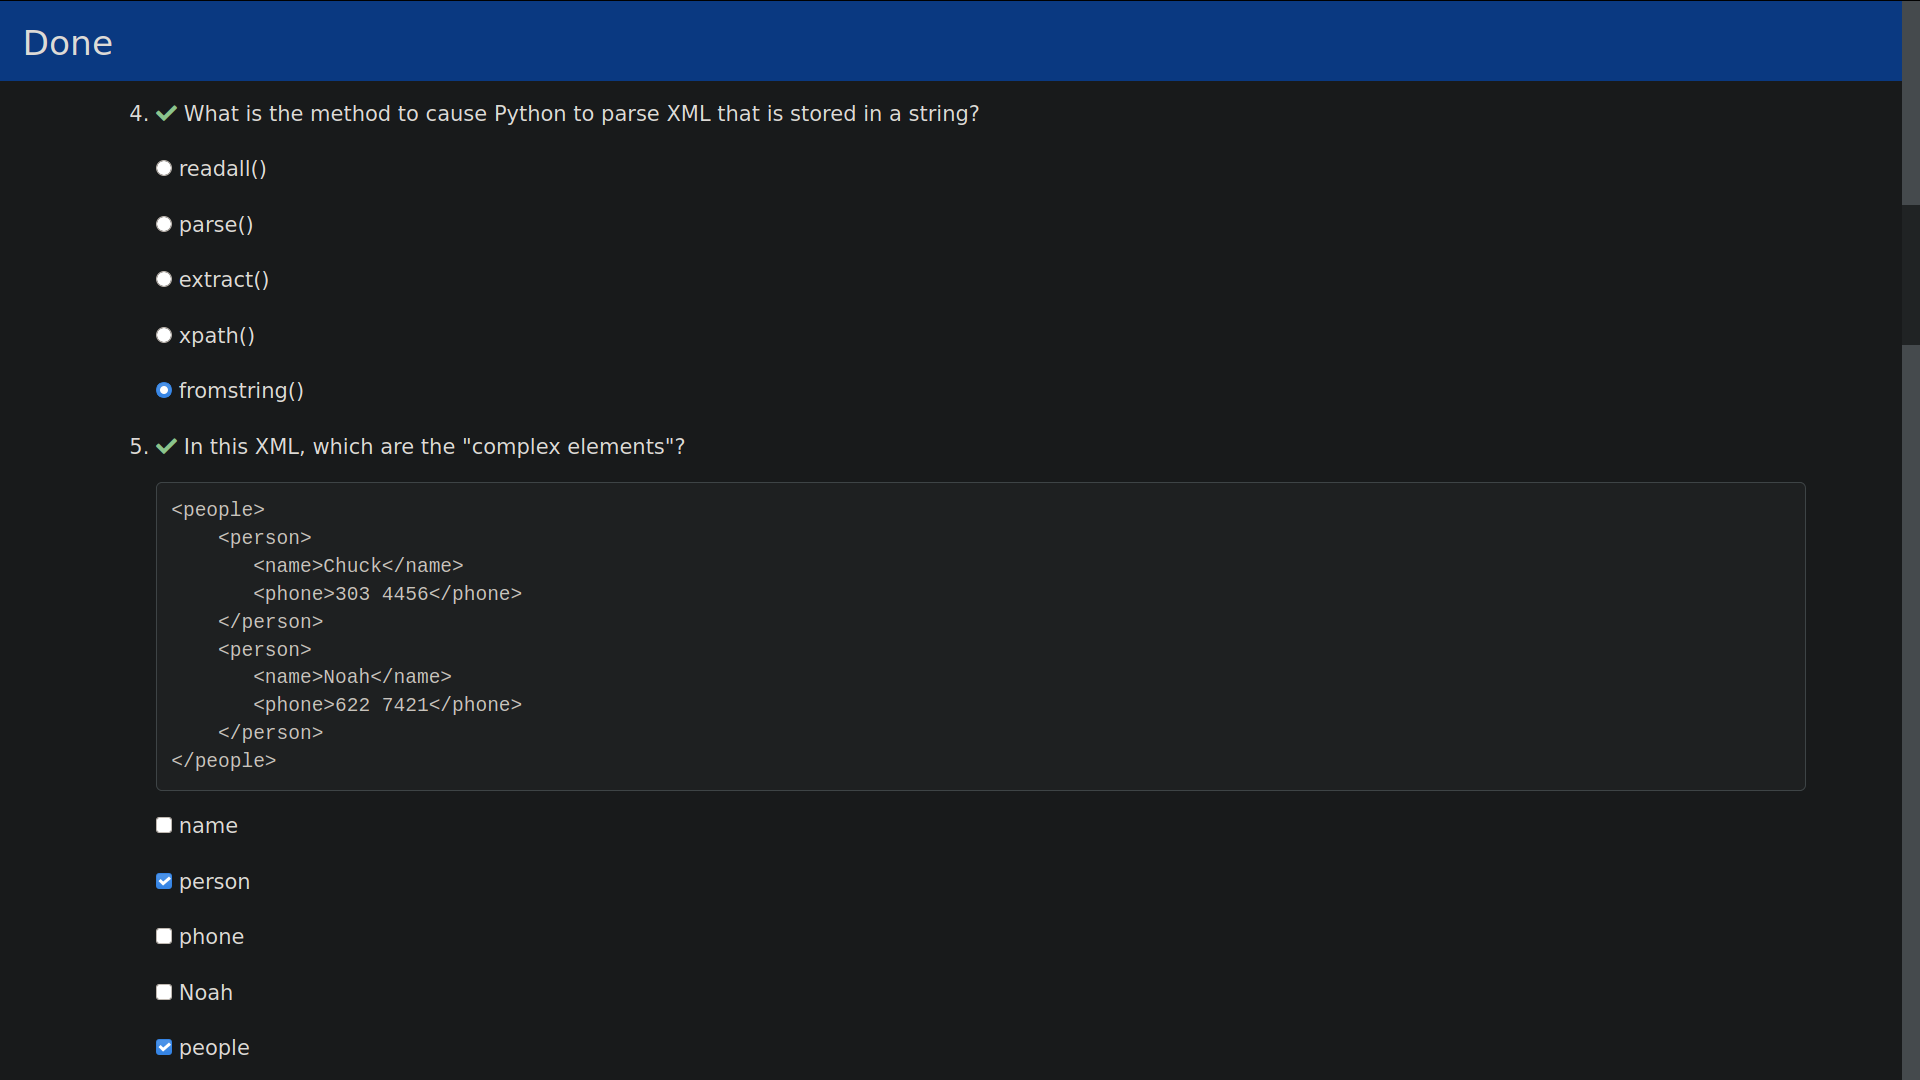 Done
4. What is the method to cause Python to parse XML that is stored in a string?
readall()
parse()
extract()
xpath()
fromstring()
5. In this XML, which are the "complex elements"?
<people>
    <person>
       <name>Chuck</name>
       <phone>303 4456</phone>
    </person>
    <person>
       <name>Noah</name>
       <phone>622 7421</phone>
    </person>
</people>
name
person
phone
Noah
people